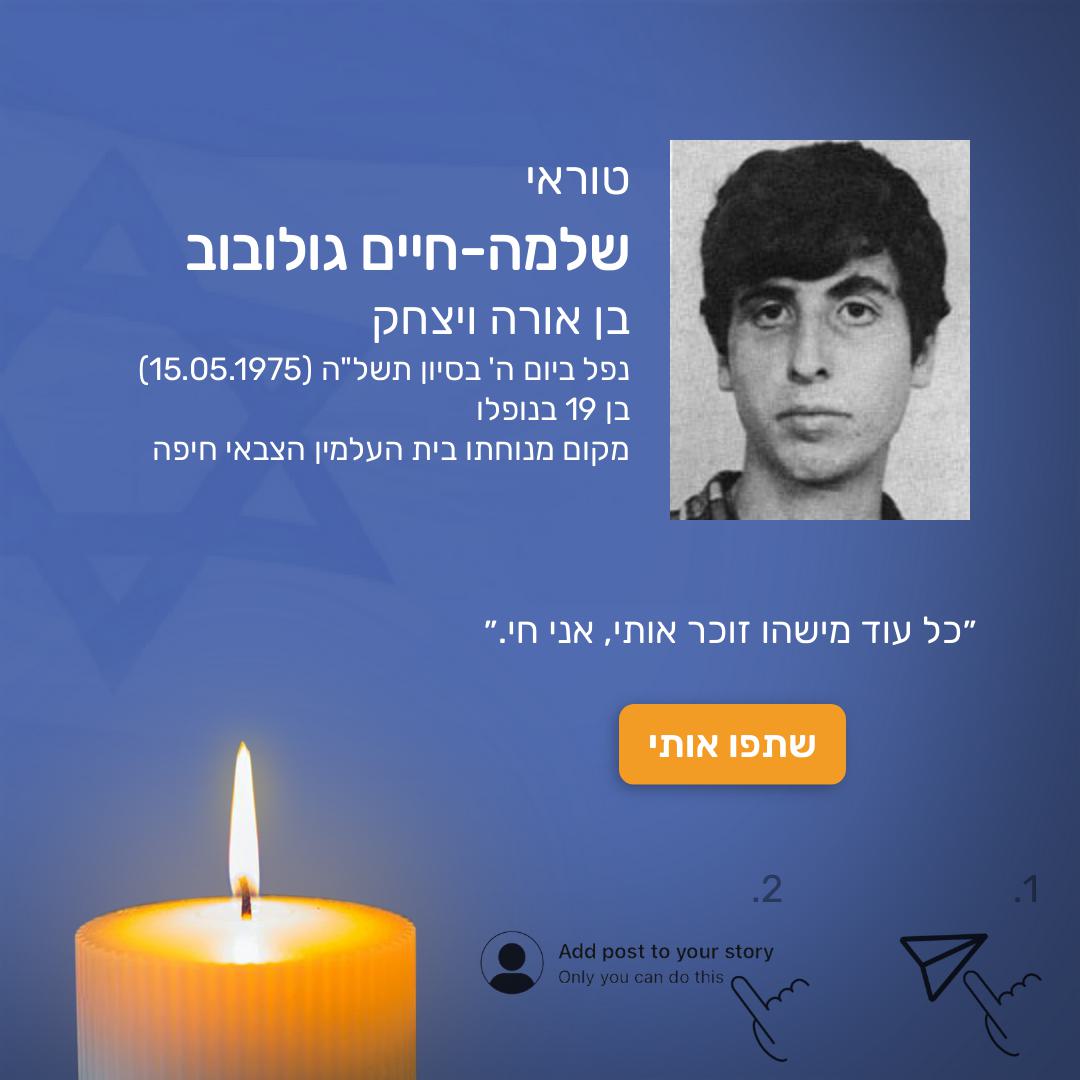 טוראי
שלמה-חיים גולובוב
בן אורה ויצחק
נפל ביום ה' בסיון תשל"ה (15.05.1975)
בן 19 בנופלו
מקום מנוחתו בית העלמין הצבאי חיפה
״כל עוד מישהו זוכר אותי, אני חי.״
שתפו אותי
.1
.2
Add post to your story
Only you can do this